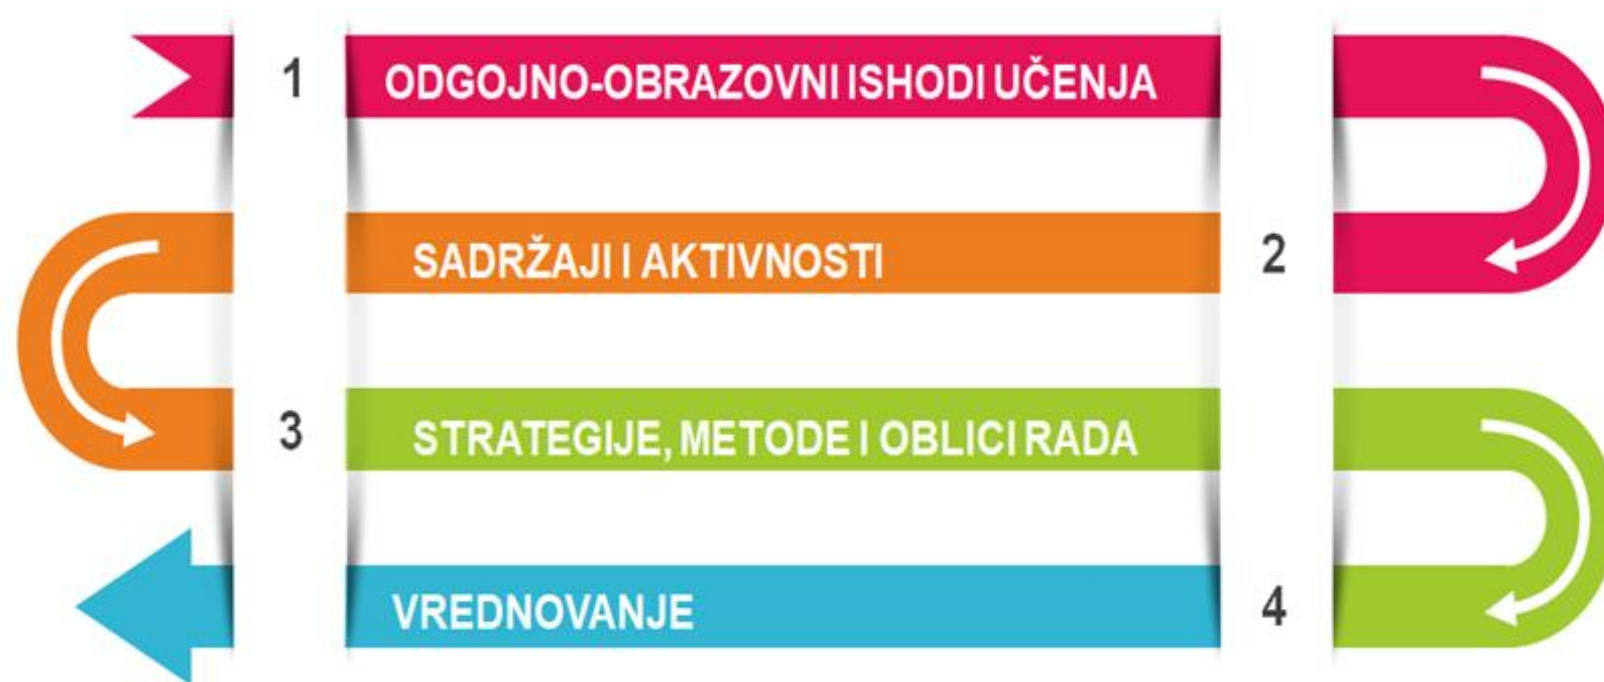 1 ODGOJNO-OBRAZOVNI ISHODI UČENJA
SADRŽAJI I AKTIVNOSTI 2
3 STRATEGIJE, METODE I OBLICI RADA
VREDNOVANJE 4